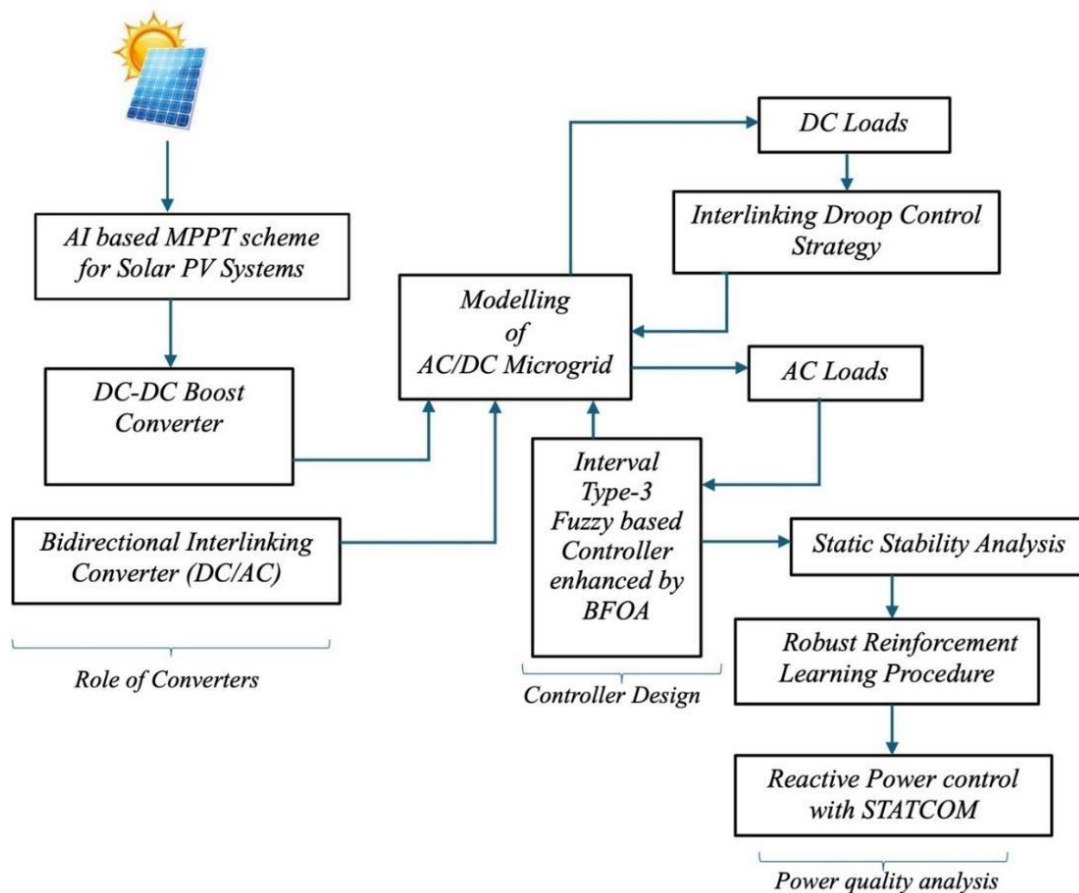 AI based MPPT scheme
for Solar PV Systems
DC-DC Boost
Converter
Bidirectional Interlinking
Converter (DC/AC)
Role of Converters
Modelling
of
AC/DC Microgrid
DC Loads
Interlinking Droop Control
Strategy
AC Loads
Interval
Type-3
Fuzzy based
Controller
enhanced by
BFOA
Controller Design
Static Stability Analysis
Robust Reinforcement
Learning Procedure
Reactive Power control
with STATCOM
Power quality analysis